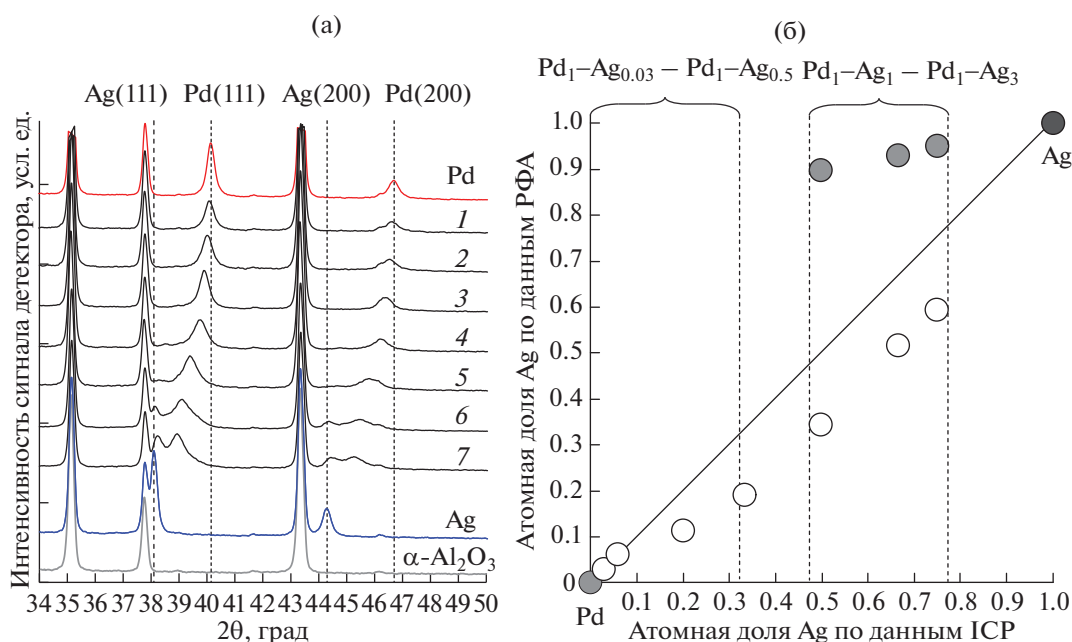 (а)
Ag(111) Pd(111) Ag(200) Pd(200)
Интенсивность сигнала детектора, усл. ед.
Pd
1
2
3
4
5
6
7
Ag
α-Al2O3
34 35 36 37 38 39 40 41 42 43 44 45 46 47 48 49 50
2θ, град
(б)
Pd1–Ag0.03 – Pd1–Ag0.5 Pd1–Ag1 – Pd1–Ag3
Атомная доля Ag по данным РФА
1.0
0.9
0.8
0.7
0.6
0.5
0.4
0.3
0.2
0.1
0
Ag
Pd
0.1 0.2 0.3 0.4 0.5 0.6 0.7 0.8 0.9 1.0
Атомная доля Ag по данным ICP